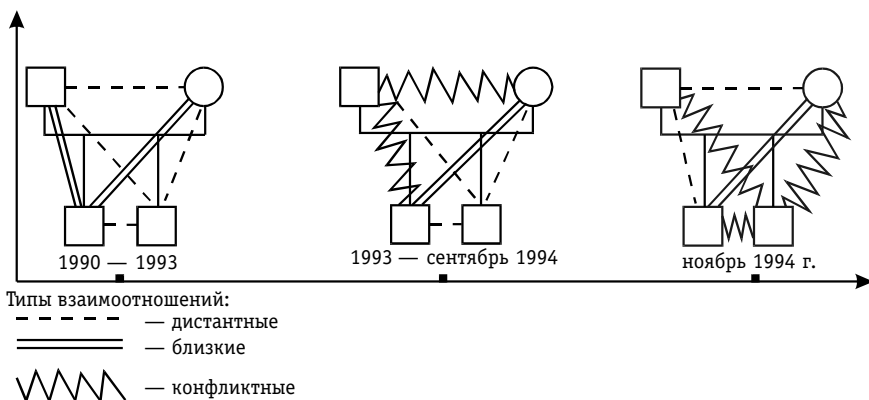 1990 — 1993
1993 — сентябрь 1994
ноябрь 1994 г.
Типы взаимоотношений:
— дистантные
— близкие
— конфликтные